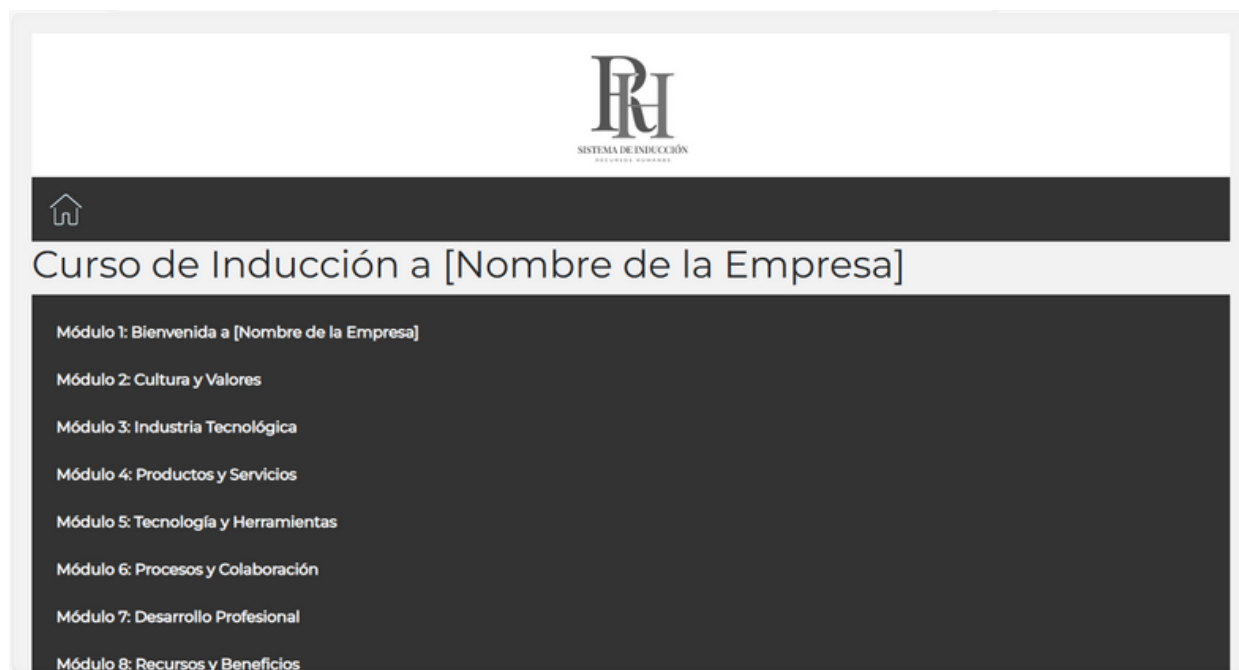 RH
SISTEMA DE INDUCCIÓN
RECURSOS HUMANOS
Curso de Inducción a [Nombre de la Empresa]
Módulo 1: Bienvenida a [Nombre de la Empresa]
Módulo 2: Cultura y Valores
Módulo 3: Industria Tecnológica
Módulo 4: Productos y Servicios
Módulo 5: Tecnología y Herramientas
Módulo 6: Procesos y Colaboración
Módulo 7: Desarrollo Profesional
Módulo 8: Recursos y Beneficios